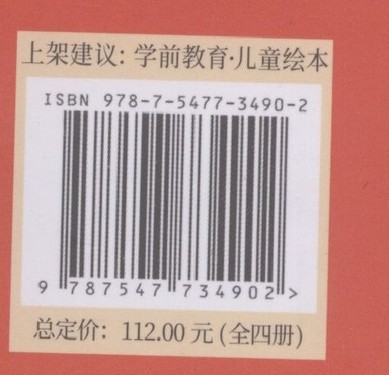 上架建议：学前教育·儿童绘本
ISBN 978-7-5477-3490-2
9 787547 734902 >
总定价：112.00 元 (全四册)